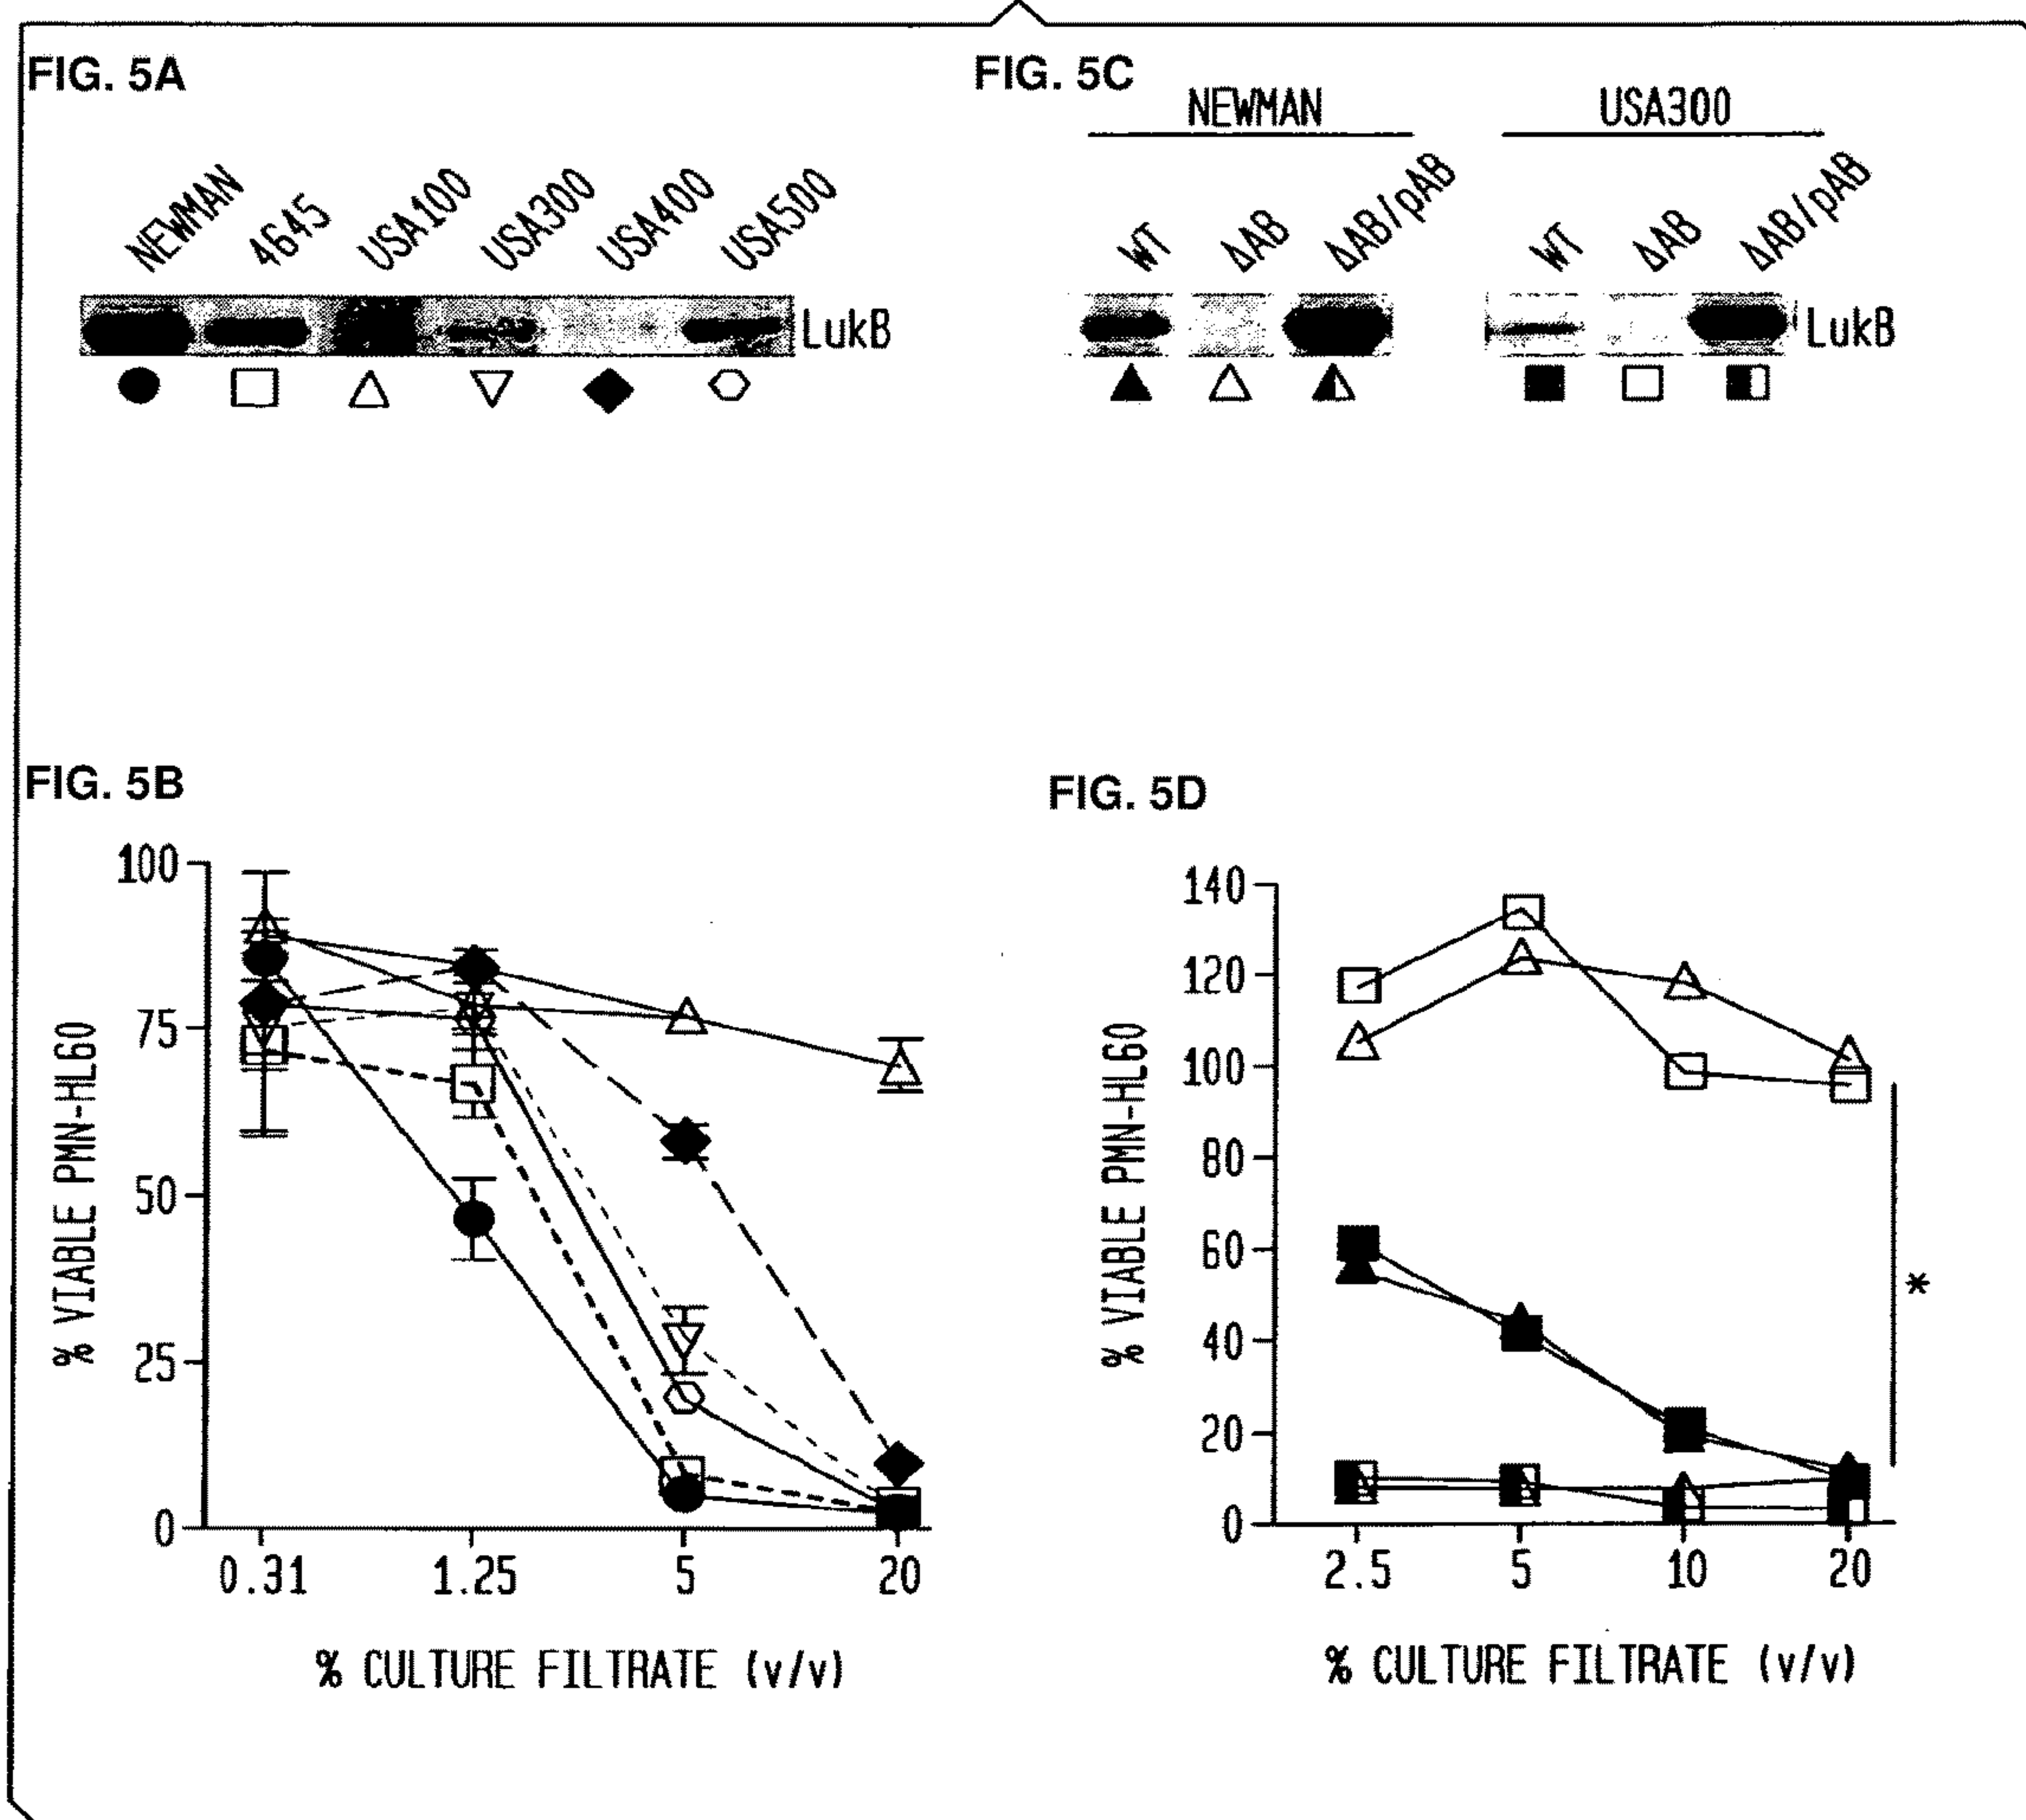 FIG. 5A
NEWMAN 4645 USA100 USA300 USA400 USA500
LukB
FIG. 5C
NEWMAN USA300
WT ΔAB ΔAB/pAB WT ΔAB ΔAB/pAB
LukB
FIG. 5B
% VIABLE PMN-HL60
100
75
50
25
0
0.31 1.25 5 20
% CULTURE FILTRATE (v/v)
FIG. 5D
% VIABLE PMN-HL60
140
120
100
80
60
40
20
0
*
2.5 5 10 20
% CULTURE FILTRATE (v/v)